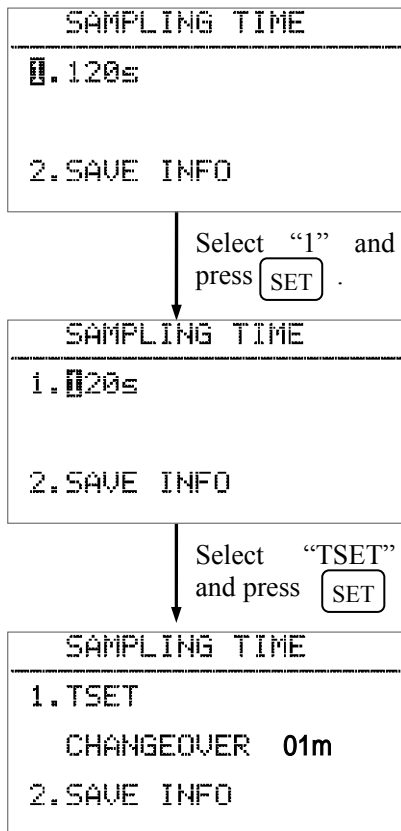 SAMPLING TIME
1.120s
2.SAVE INFO
Select “1” and
press SET .
SAMPLING TIME
1.120s
2.SAVE INFO
Select “TSET”
and press SET
SAMPLING TIME
1.TSET
CHANGEOVER 01m
2.SAVE INFO